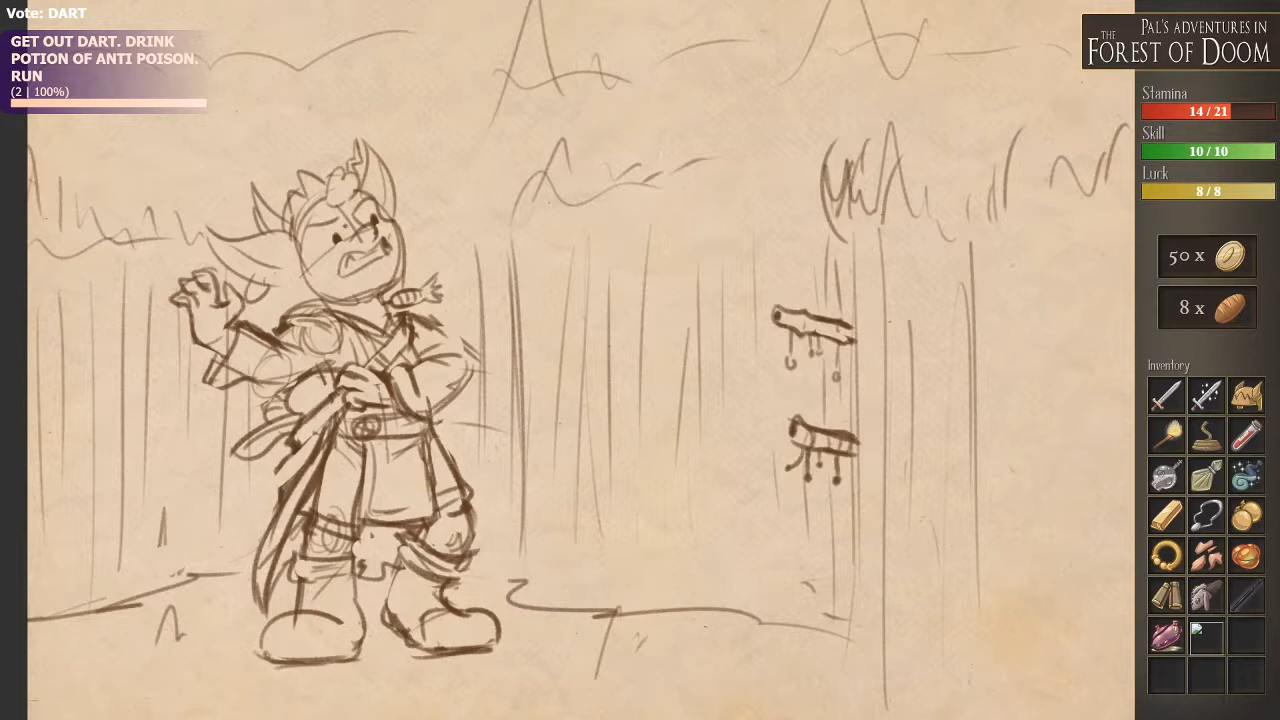 Vote: DART
GET OUT DART. DRINK
POTION OF ANTI POISON.
RUN
(2 | 100%)
PAL'S ADVENTURES IN
THE FOREST OF DOOM
Stamina
14 / 21
Skill
10 / 10
Luck
8 / 8
50 x
8 x
Inventory